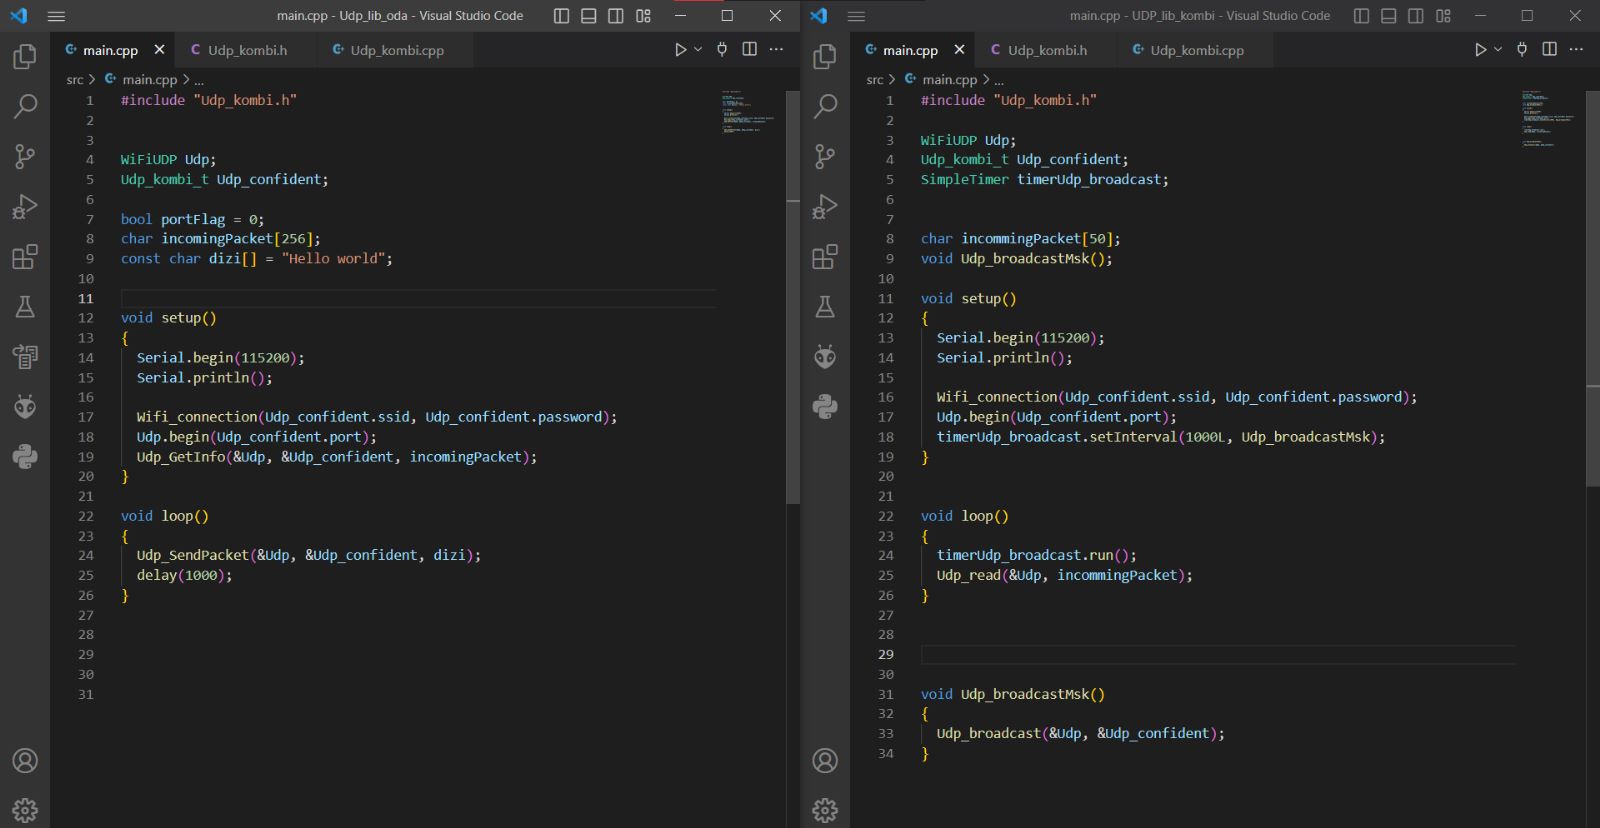 main.cpp - Udp_lib_oda - Visual Studio Code
main.cpp
Udp_kombi.h
Udp_kombi.cpp
src > main.cpp > ...
1 #include "Udp_kombi.h"
2
3
4 WiFiUDP Udp;
5 Udp_kombi_t Udp_confident;
6
7 bool portFlag = 0;
8 char incomingPacket[256];
9 const char dizi[] = "Hello world";
10
11
12 void setup()
13 {
14 Serial.begin(115200);
15 Serial.println();
16
17 Wifi_connection(Udp_confident.ssid, Udp_confident.password);
18 Udp.begin(Udp_confident.port);
19 Udp_GetInfo(&Udp, &Udp_confident, incomingPacket);
20 }
21
22 void loop()
23 {
24 Udp_SendPacket(&Udp, &Udp_confident, dizi);
25 delay(1000);
26 }
27
28
29
30
31
main.cpp - UDP_lib_kombi - Visual Studio Code
main.cpp
Udp_kombi.h
Udp_kombi.cpp
src > main.cpp > ...
1 #include "Udp_kombi.h"
2
3 WiFiUDP Udp;
4 Udp_kombi_t Udp_confident;
5 SimpleTimer timerUdp_broadcast;
6
7
8 char incommingPacket[50];
9 void Udp_broadcastMsk();
10
11 void setup()
12 {
13 Serial.begin(115200);
14 Serial.println();
15
16 Wifi_connection(Udp_confident.ssid, Udp_confident.password);
17 Udp.begin(Udp_confident.port);
18 timerUdp_broadcast.setInterval(1000L, Udp_broadcastMsk);
19 }
20
21
22 void loop()
23 {
24 timerUdp_broadcast.run();
25 Udp_read(&Udp, incommingPacket);
26 }
27
28
29
30
31 void Udp_broadcastMsk()
32 {
33 Udp_broadcast(&Udp, &Udp_confident);
34 }